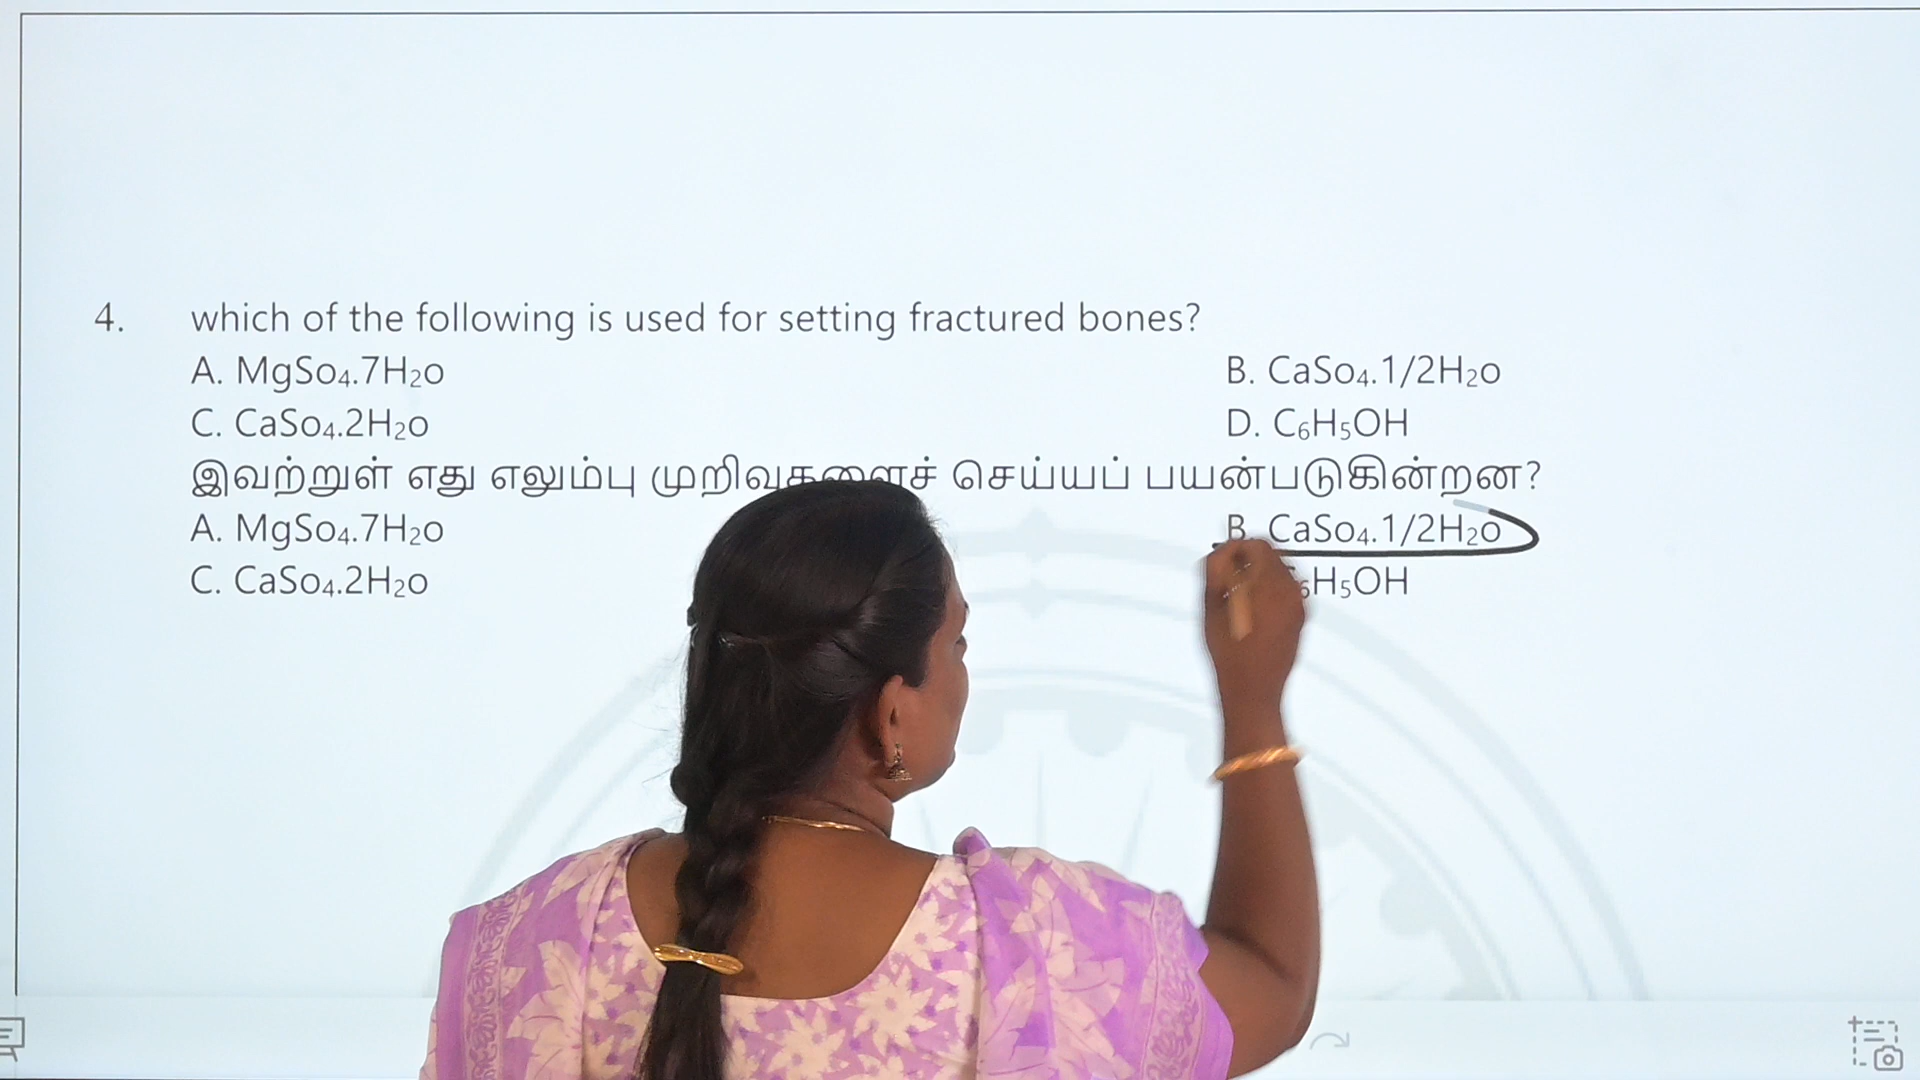 4. which of the following is used for setting fractured bones?
A. MgSo₄.7H₂o B. CaSo₄.1/2H₂o
C. CaSo₄.2H₂o D. C₆H₅OH
இவற்றுள் எது எலும்பு செய்யப் பயன்படுகின்றன?
A. MgSo₄.7H₂o B. CaSo₄.1/2H₂o
C. CaSo₄.2H₂o ₆H₅OH